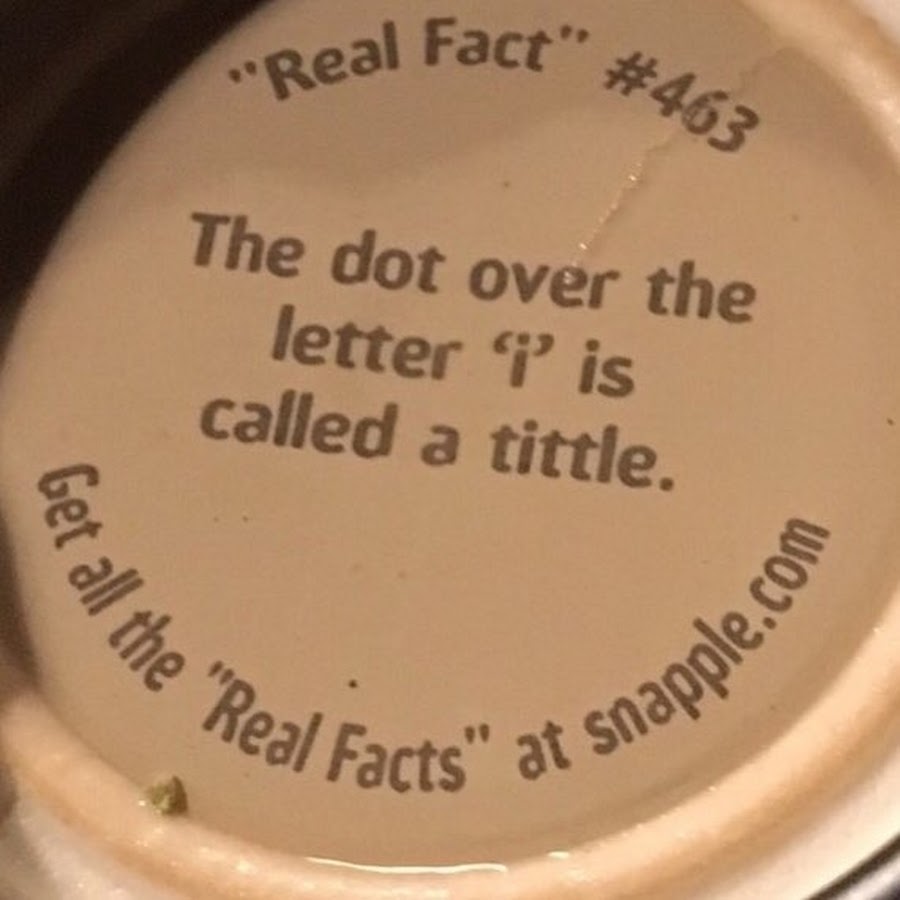 "Real Fact" #463
The dot over the
letter ‘i’ is
called a tittle.
Get all the "Real Facts" at snapple.com